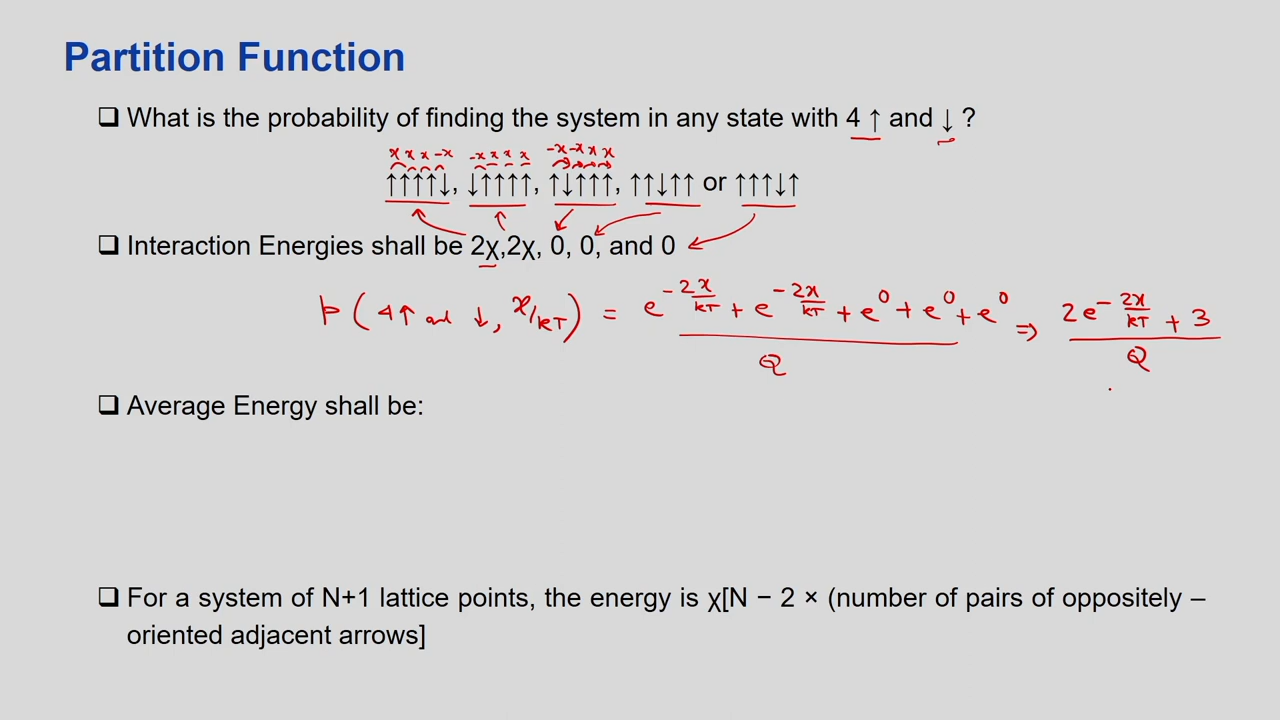 Partition Function
❑ What is the probability of finding the system in any state with 4 ↑ and ↓ ?
x x x -x -x x x x -x -x x x
↑↑↑↑↓, ↓↑↑↑↑, ↑↓↑↑↑, ↑↑↓↑↑ or ↑↑↑↓↑
❑ Interaction Energies shall be 2χ,2χ, 0, 0, and 0
p (4↑ and ↓, x/kT) = e^{-2x/kT} + e^{-2x/kT} + e^0 + e^0 + e^0 / Q ⇒ 2e^{-2x/kT} + 3 / Q
❑ Average Energy shall be:
❑ For a system of N+1 lattice points, the energy is χ[N − 2 × (number of pairs of oppositely –
oriented adjacent arrows]